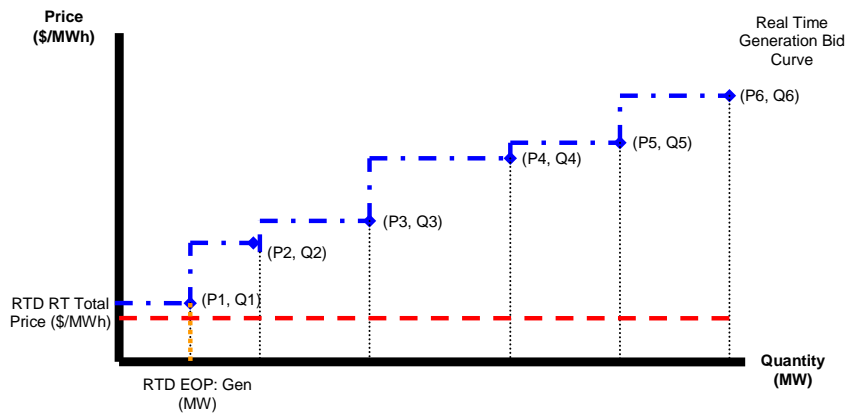 Price
($/MWh)
Real Time
Generation Bid
Curve
(P6, Q6)
(P5, Q5)
(P4, Q4)
(P3, Q3)
(P2, Q2)
(P1, Q1)
RTD RT Total
Price ($/MWh)
Quantity
(MW)
RTD EOP: Gen
(MW)